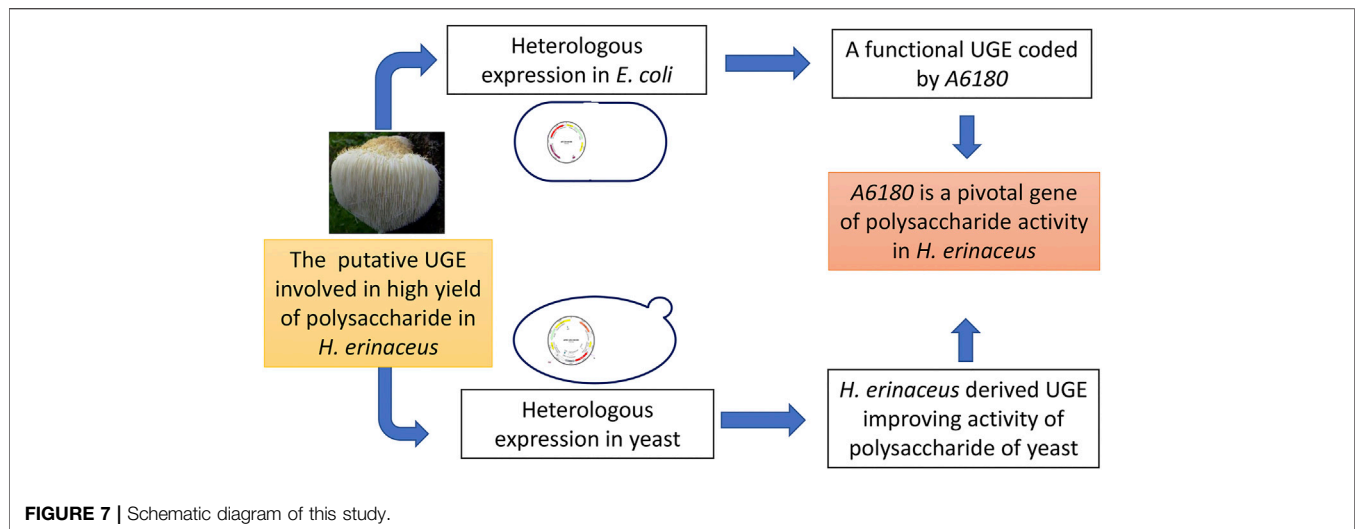 Heterologous
expression in E. coli
A functional UGE coded
by A6180
A6180 is a pivotal gene
of polysaccharide activity
in H. erinaceus
The putative UGE
involved in high yield
of polysaccharide in
H. erinaceus
Heterologous
expression in yeast
H. erinaceus derived UGE
improving activity of
polysaccharide of yeast
FIGURE 7 | Schematic diagram of this study.